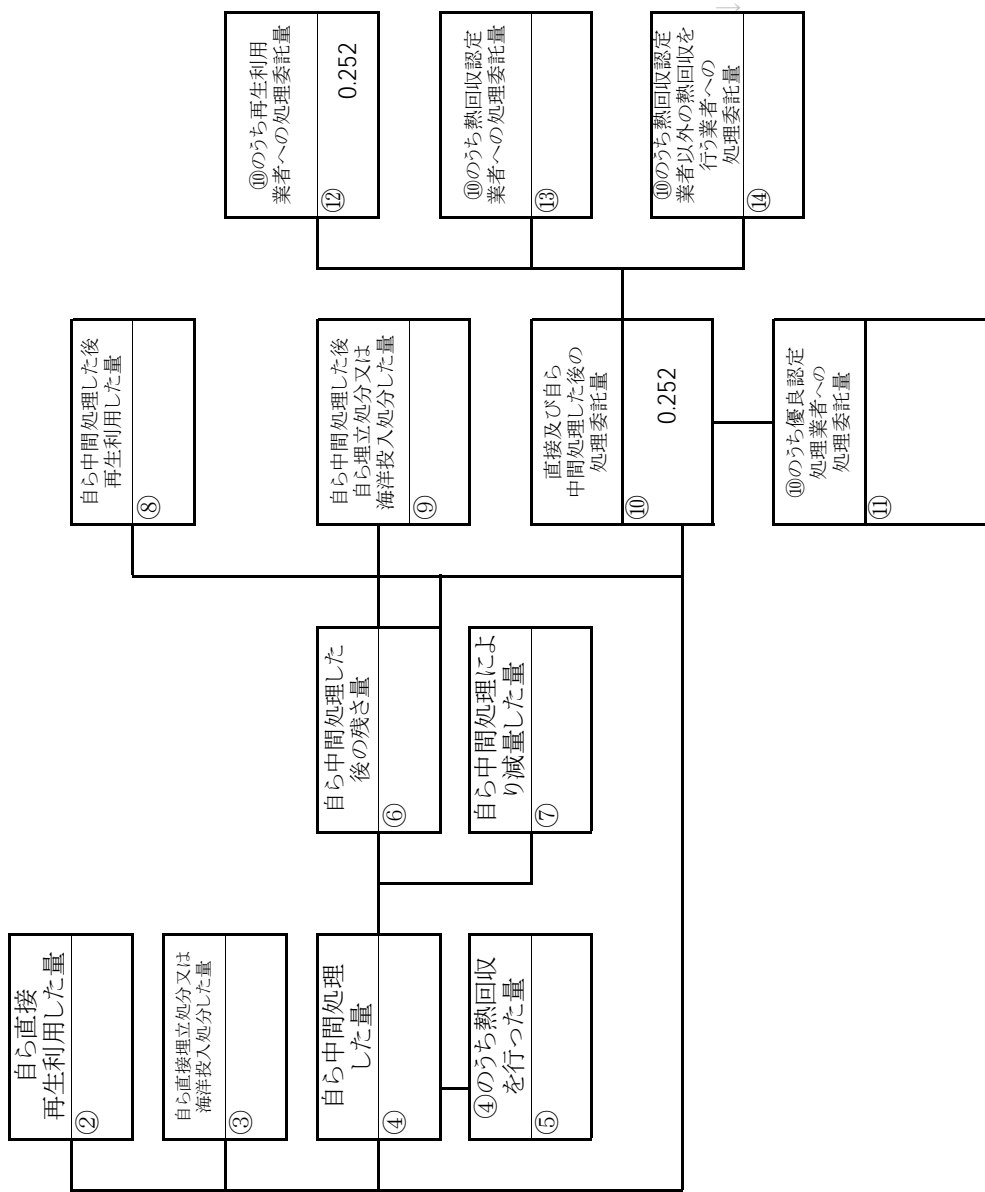 自ら直接
再生利用した量
②
自ら直接埋立処分又は
海洋投入処分した量
③
自ら中間処理
した量
④
④のうち熱回収
を行った量
⑤
自ら中間処理した
後の残さ量
⑥
自ら中間処理によ
り減量した量
⑦
自ら中間処理した後
再生利用した量
⑧
自ら中間処理した後
自ら埋立処分又は
海洋投入処分した量
⑨
直接及び自ら
中間処理した後の
処理委託量
⑩
0.252
⑩のうち優良認定
処理業者への
処理委託量
⑪
⑩のうち再生利用
業者への処理委託量
⑫
0.252
⑩のうち熱回収認定
業者への処理委託量
⑬
⑩のうち熱回収認定
業者以外の熱回収を
行う業者への
処理委託量
⑭